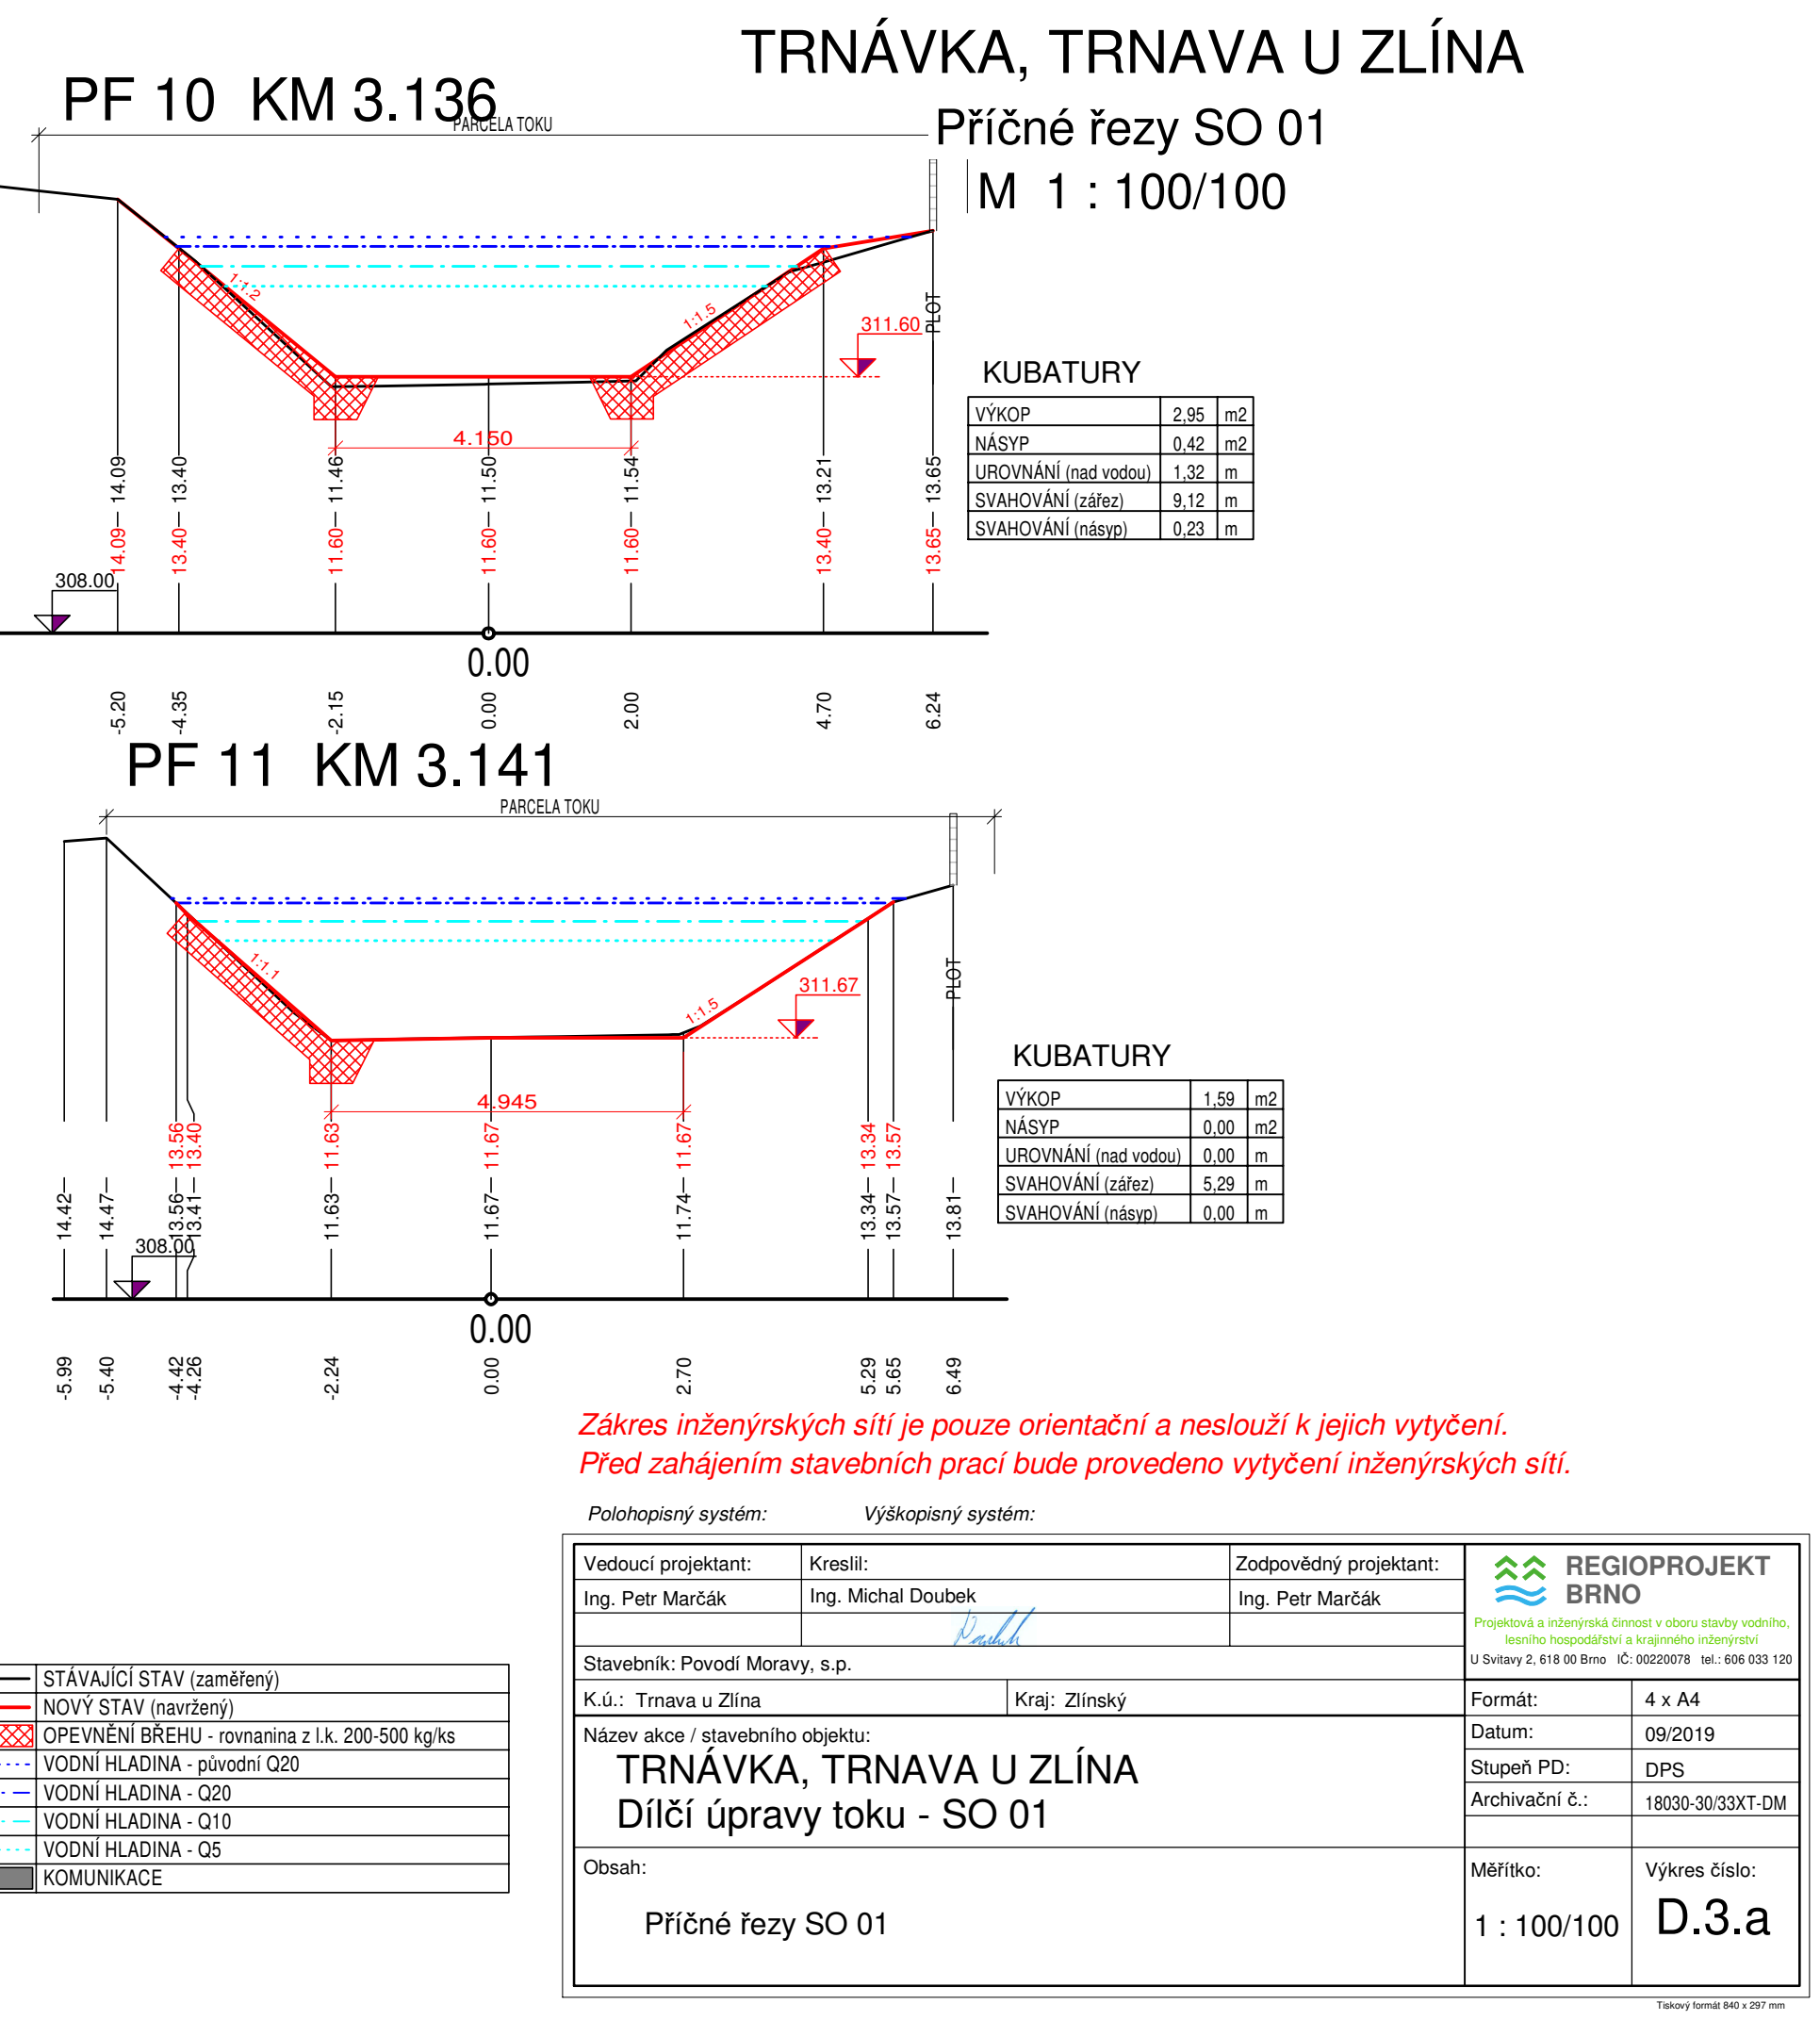 TRNÁVKA, TRNAVA U ZLÍNA
Příčné řezy SO 01
M 1 : 100/100
PF 10 KM 3.136
PARCELA TOKU
1:1.2
1:1.5
311.60
PLOT
4.150
14.09 13.40 11.46 11.50 11.54 13.21 13.65
14.09 13.40 11.60 11.60 11.60 13.40 13.65
308.00
0.00
-5.20 -4.35 -2.15 0.00 2.00 4.70 6.24
KUBATURY
VÝKOP 2,95 m2
NÁSYP 0,42 m2
UROVNÁNÍ (nad vodou) 1,32 m
SVAHOVÁNÍ (zářez) 9,12 m
SVAHOVÁNÍ (násyp) 0,23 m
PF 11 KM 3.141
PARCELA TOKU
1:1.1
1:1.5
311.67
PLOT
4.945
13.56 13.40 11.63 11.67 11.67 13.34 13.57
14.42 14.47 13.56 13.41 11.63 11.67 11.74 13.34 13.57 13.81
308.00
0.00
-5.99 -5.40 -4.42 -4.26 -2.24 0.00 2.70 5.29 5.65 6.49
KUBATURY
VÝKOP 1,59 m2
NÁSYP 0,00 m2
UROVNÁNÍ (nad vodou) 0,00 m
SVAHOVÁNÍ (zářez) 5,29 m
SVAHOVÁNÍ (násyp) 0,00 m
Zákres inženýrských sítí je pouze orientační a neslouží k jejich vytyčení.
Před zahájením stavebních prací bude provedeno vytyčení inženýrských sítí.
Polohopisný systém: Výškopisný systém:
STÁVAJÍCÍ STAV (zaměřený)
NOVÝ STAV (navržený)
OPEVNĚNÍ BŘEHU - rovnanina z l.k. 200-500 kg/ks
VODNÍ HLADINA - původní Q20
VODNÍ HLADINA - Q20
VODNÍ HLADINA - Q10
VODNÍ HLADINA - Q5
KOMUNIKACE
Vedoucí projektant: Kreslil: Zodpovědný projektant:
Ing. Petr Marčák Ing. Michal Doubek Ing. Petr Marčák
Stavebník: Povodí Moravy, s.p.
K.ú.: Trnava u Zlína Kraj: Zlínský
Název akce / stavebního objektu:
TRNÁVKA, TRNAVA U ZLÍNA
Dílčí úpravy toku - SO 01
Obsah:
Příčné řezy SO 01
REGIOPROJEKT
BRNO
Projektová a inženýrská činnost v oboru stavby vodního,
lesního hospodářství a krajinného inženýrství
U Svitavy 2, 618 00 Brno IČ: 00220078 tel.: 606 033 120
Formát: 4 x A4
Datum: 09/2019
Stupeň PD: DPS
Archivační č.: 18030-30/33XT-DM
Měřítko: Výkres číslo:
1 : 100/100 D.3.a
Tiskový formát 840 x 297 mm